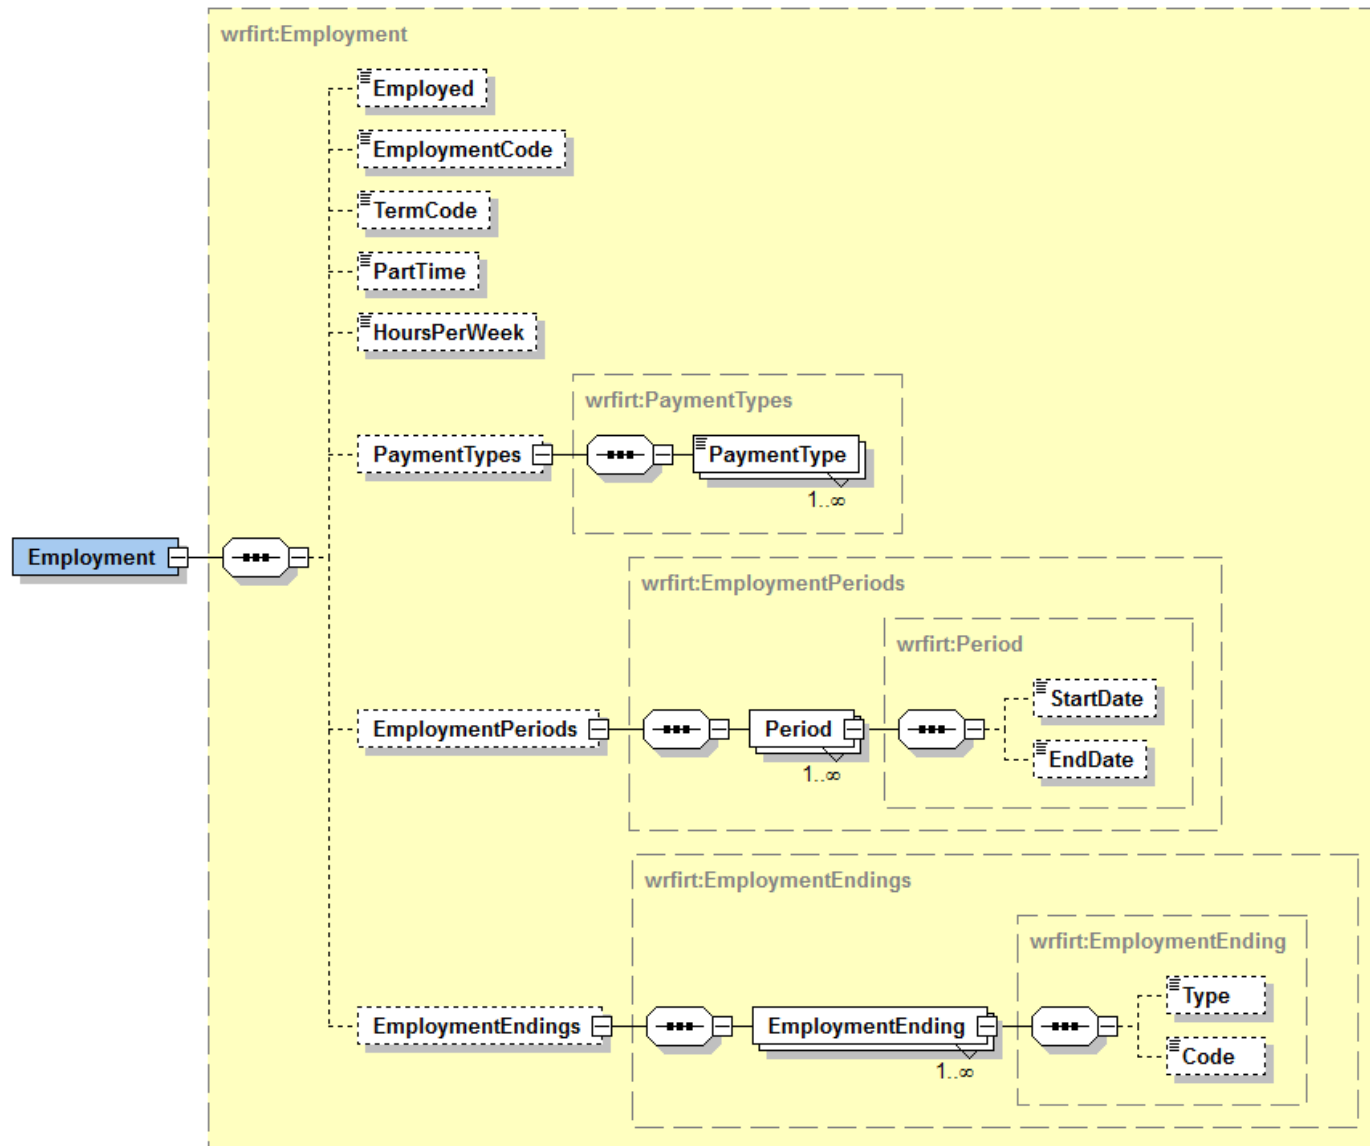 wrfirt:Employment
Employed
EmploymentCode
TermCode
PartTime
HoursPerWeek
wrfirt:PaymentTypes
PaymentTypes
PaymentType
1..∞
Employment
wrfirt:EmploymentPeriods
wrfirt:Period
StartDate
EmploymentPeriods
Period
EndDate
1..∞
wrfirt:EmploymentEndings
wrfirt:EmploymentEnding
Type
EmploymentEndings
EmploymentEnding
Code
1..∞